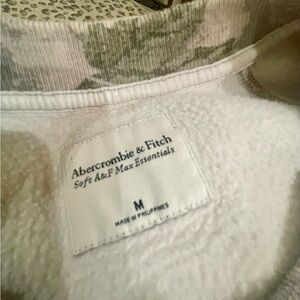 Abercrombie & Fitch
Soft A&F Max Essentials
M
MADE IN PHILIPPINES